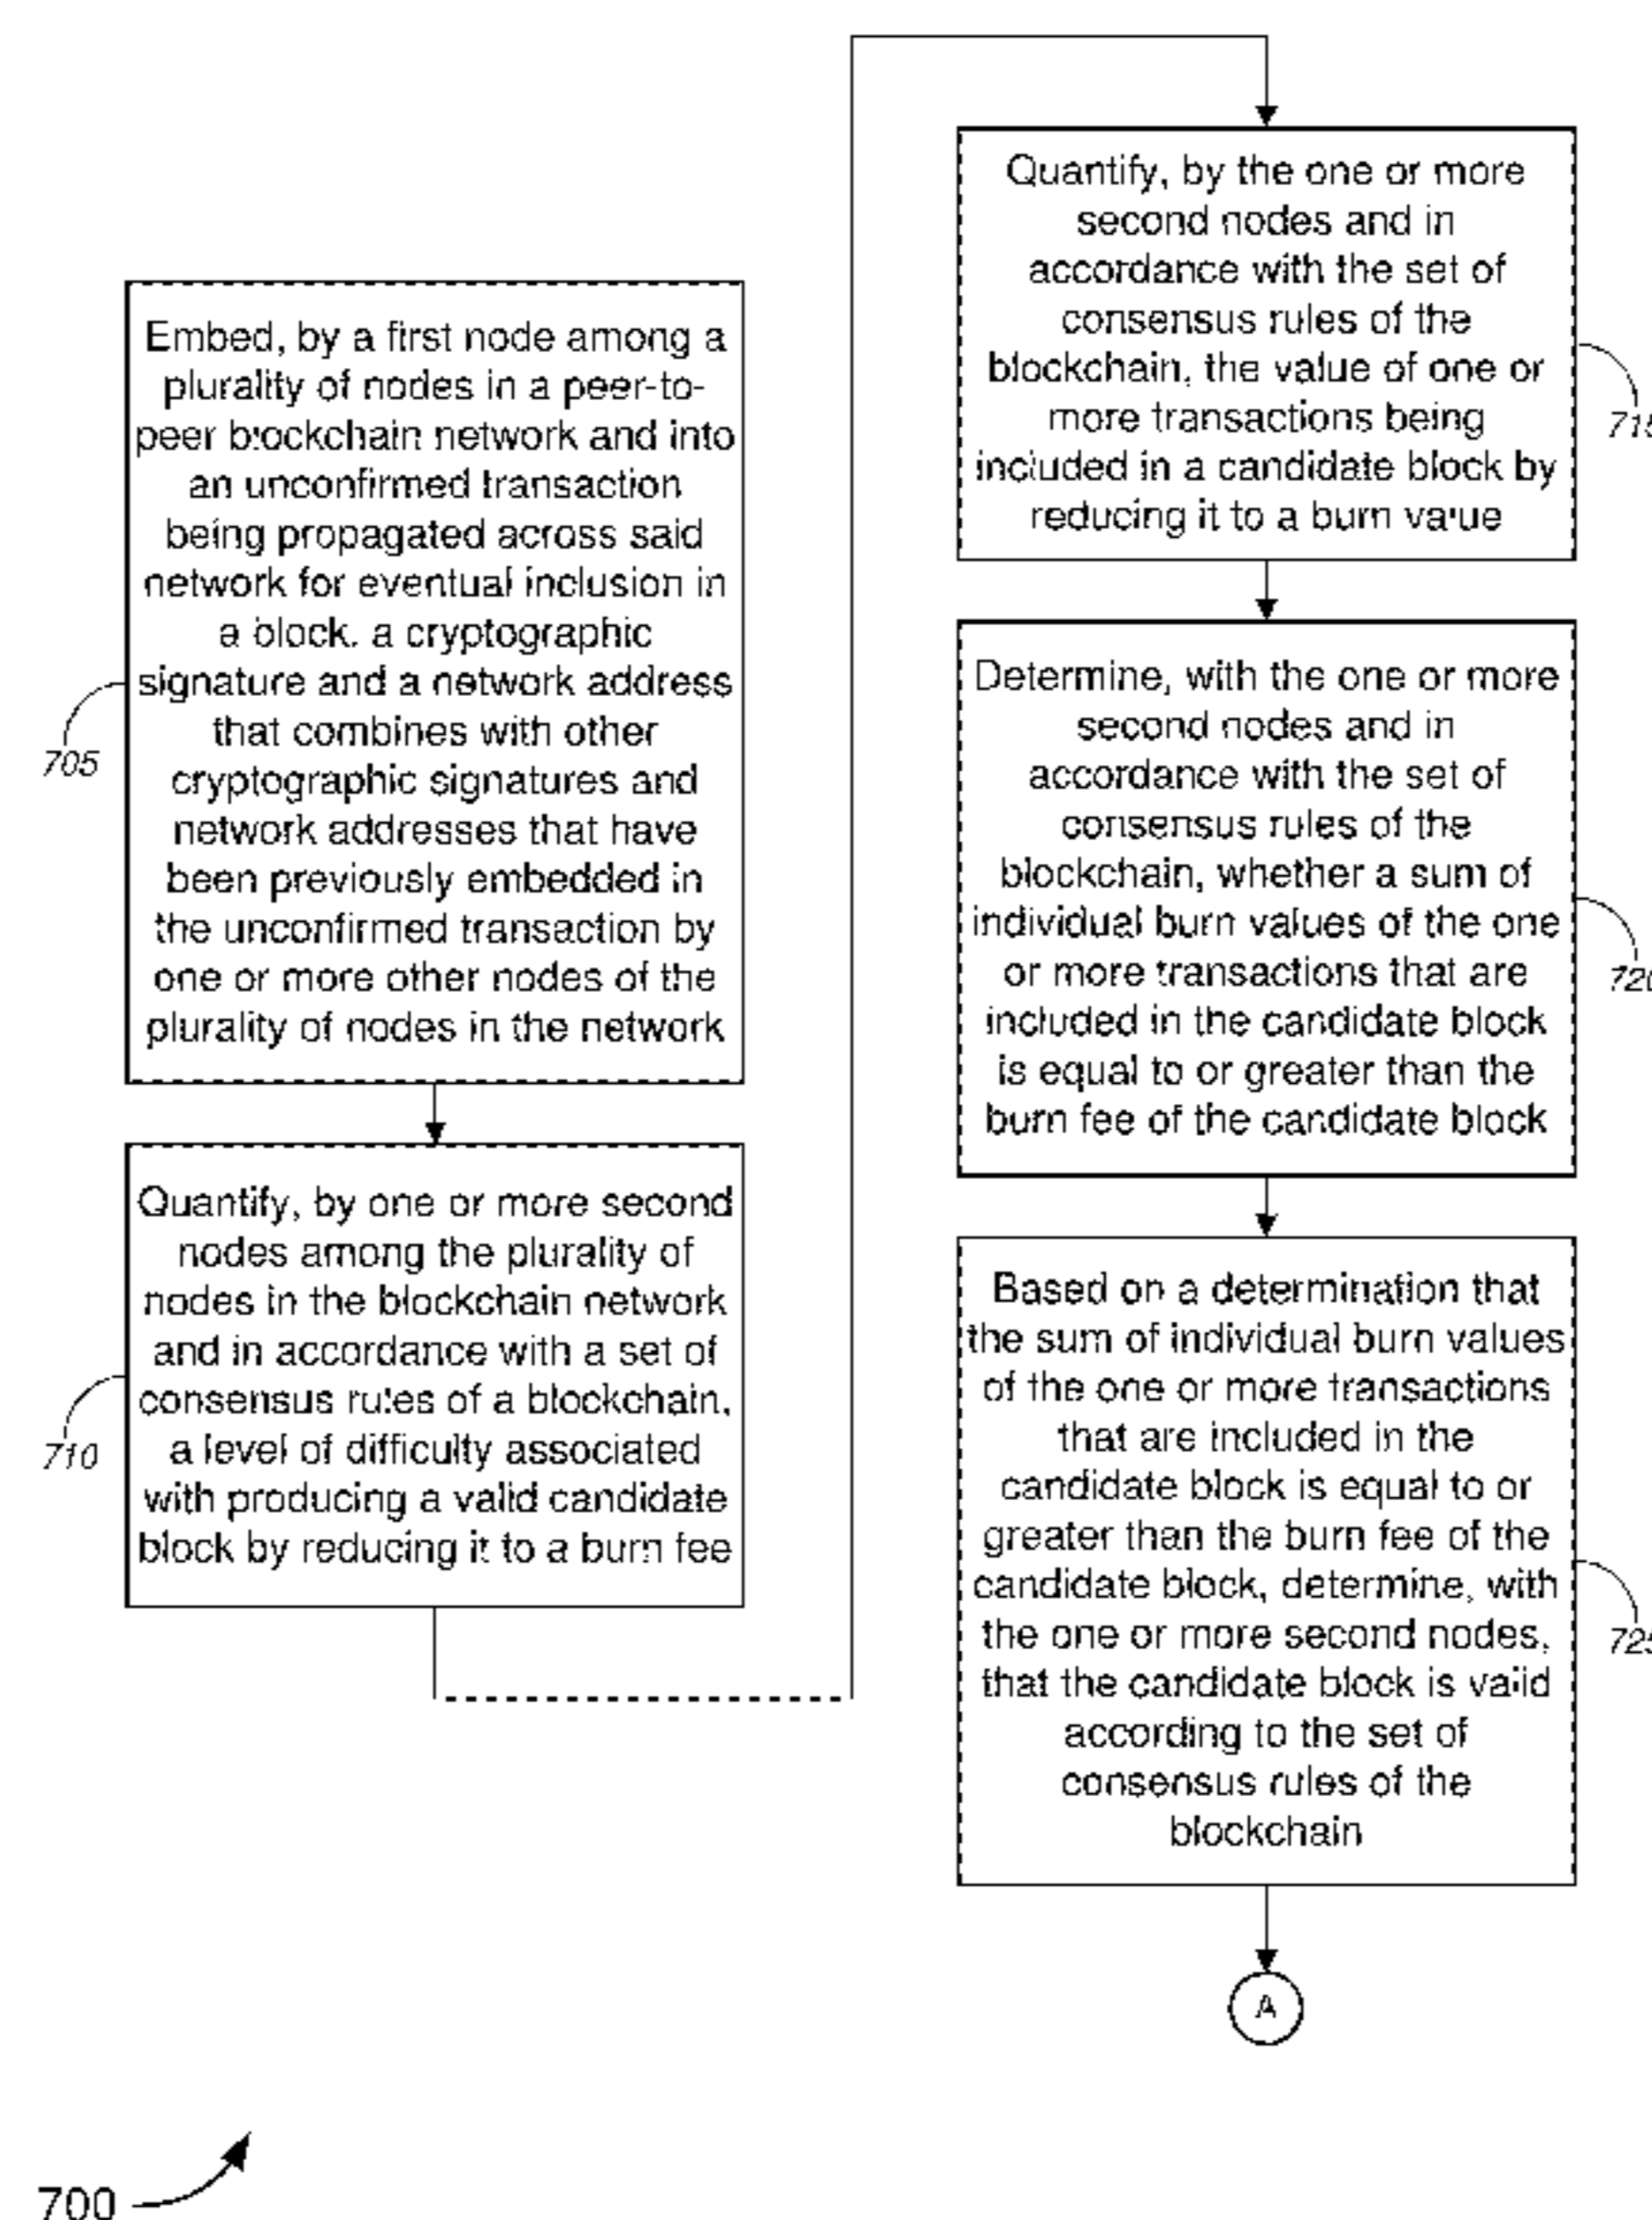 Embed, by a first node among a
plurality of nodes in a peer-to-
peer blockchain network and into
an unconfirmed transaction
being propagated across said
network for eventual inclusion in
a block, a cryptographic
signature and a network address
that combines with other
cryptographic signatures and
network addresses that have
been previously embedded in
the unconfirmed transaction by
one or more other nodes of the
plurality of nodes in the network
705
Quantify, by one or more second
nodes among the plurality of
nodes in the blockchain network
and in accordance with a set of
consensus rules of a blockchain,
a level of difficulty associated
with producing a valid candidate
block by reducing it to a burn fee
710
Quantify, by the one or more
second nodes and in
accordance with the set of
consensus rules of the
blockchain, the value of one or
more transactions being
included in a candidate block by
reducing it to a burn value
715
Determine, with the one or more
second nodes and in
accordance with the set of
consensus rules of the
blockchain, whether a sum of
individual burn values of the one
or more transactions that are
included in the candidate block
is equal to or greater than the
burn fee of the candidate block
720
Based on a determination that
the sum of individual burn values
of the one or more transactions
that are included in the
candidate block is equal to or
greater than the burn fee of the
candidate block, determine, with
the one or more second nodes,
that the candidate block is valid
according to the set of
consensus rules of the
blockchain
725
A
700